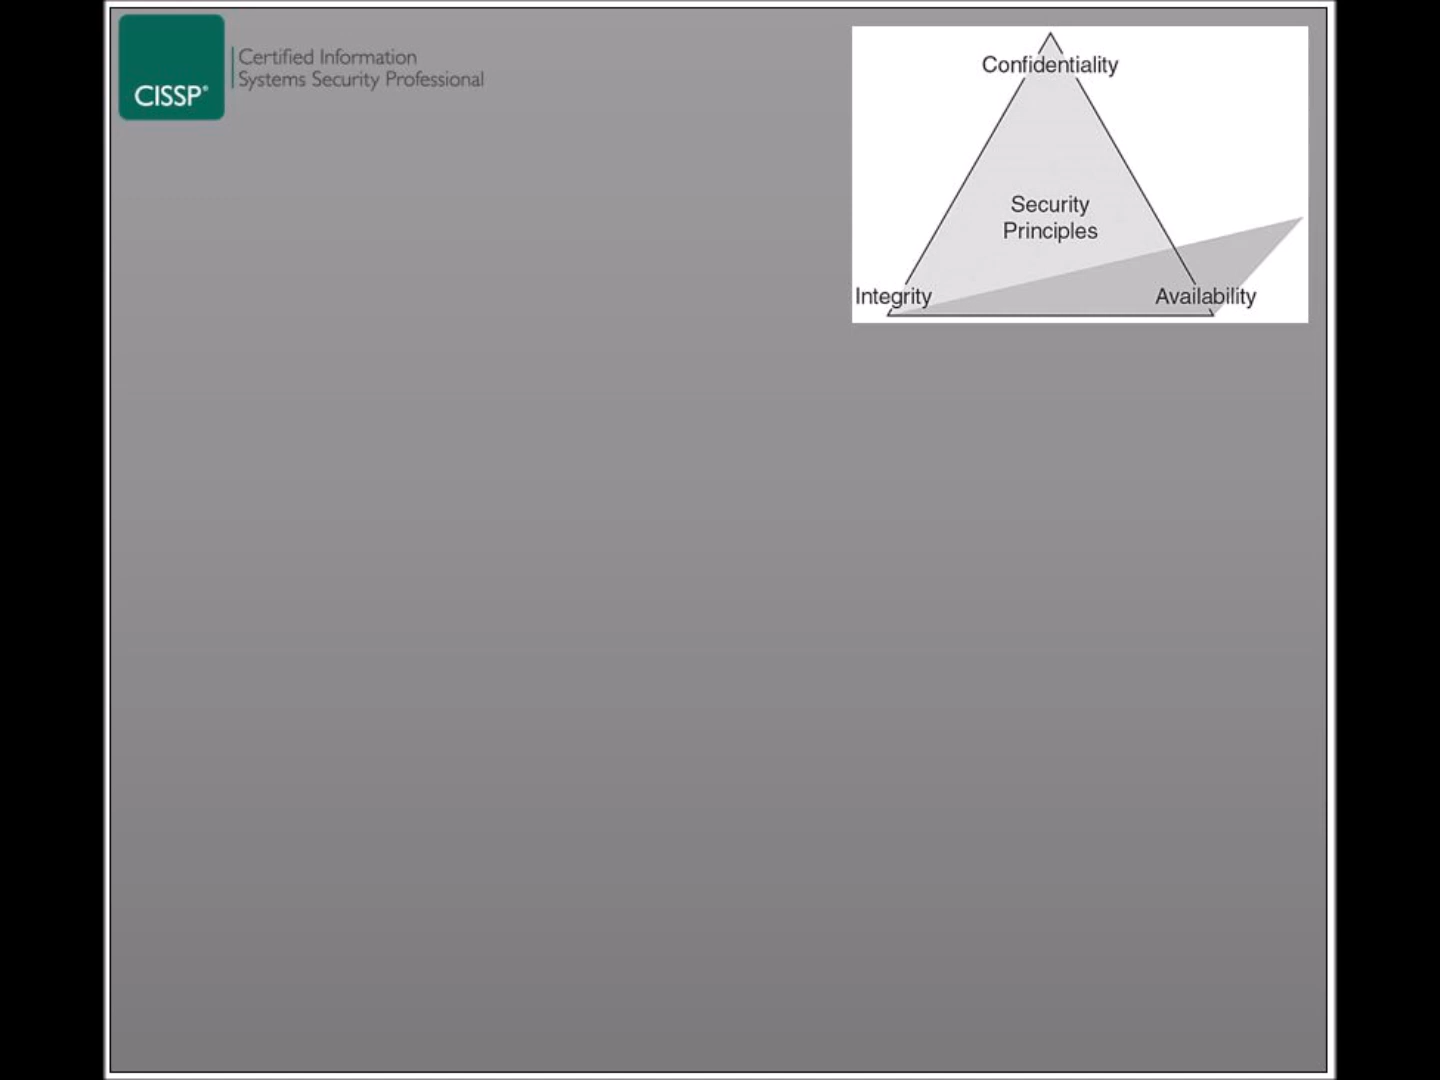 CISSP®
Certified Information
Systems Security Professional
Confidentiality
Security
Principles
Integrity
Availability